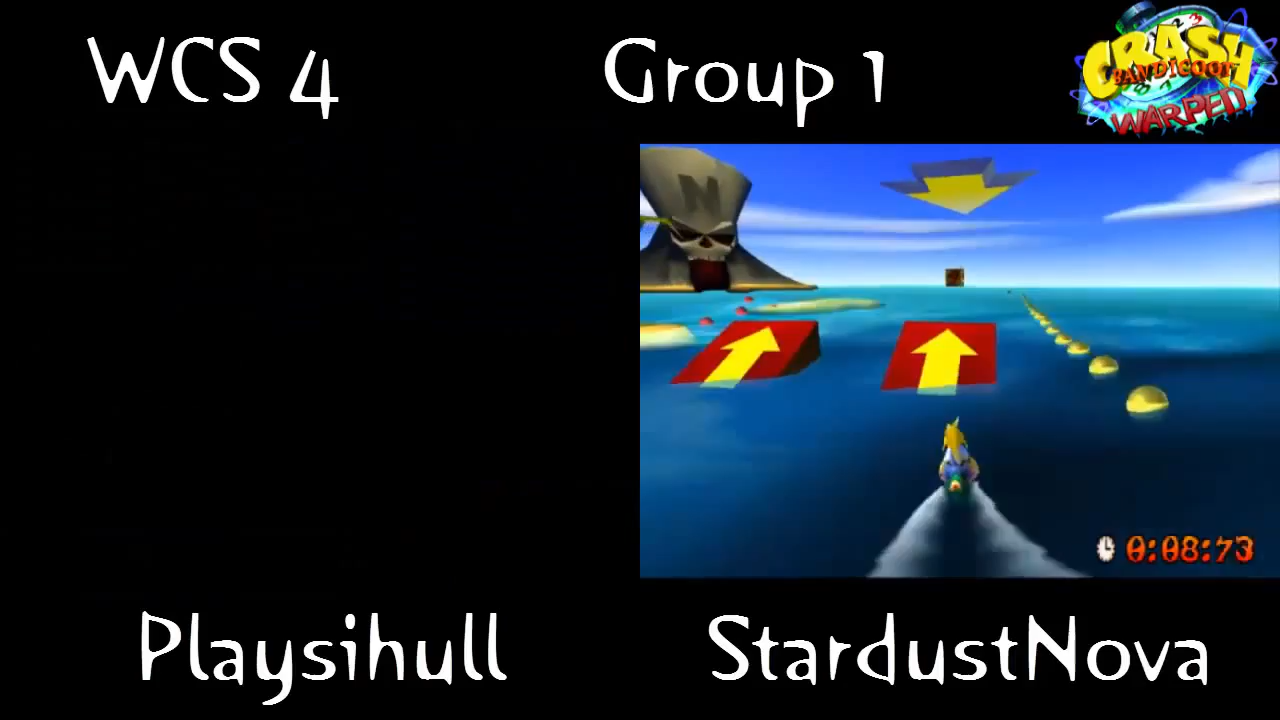 WCS 4
Group 1
CRASH
BANDICOOT
WARPED
N
0:08:73
Playsihull
StardustNova